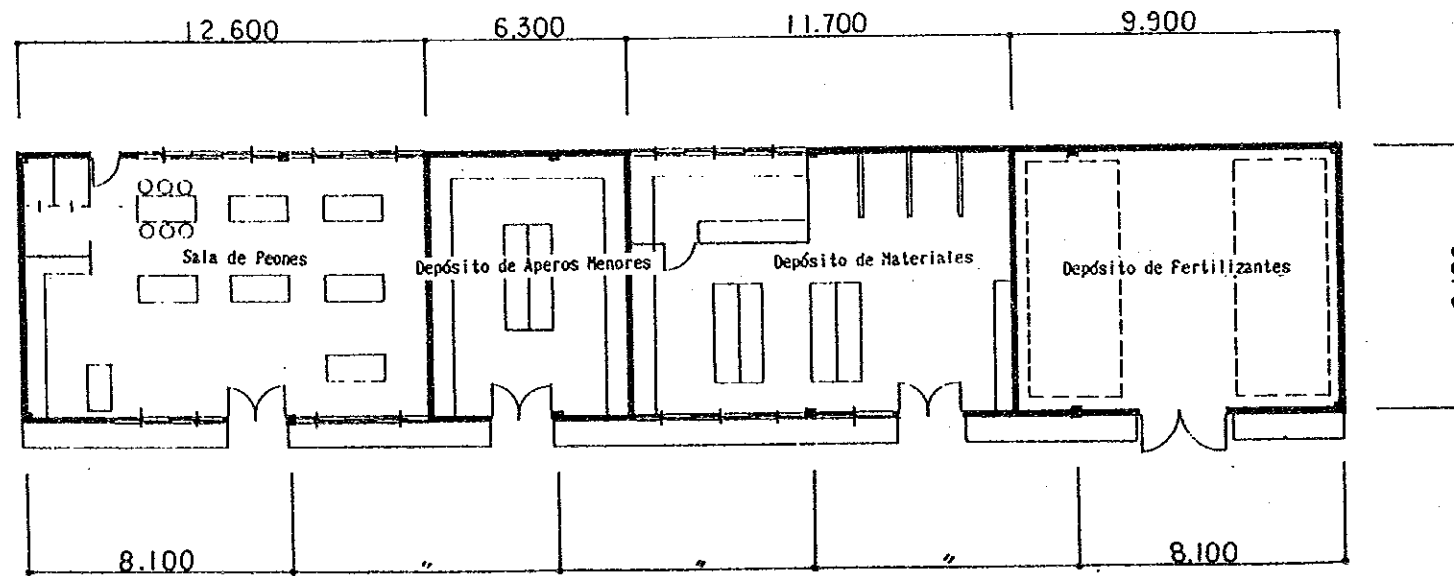 12.600 6.300 11.700 9.900
Sala de Peones
Depósito de Aperos Menores
Depósito de Materiales
Depósito de Fertilizantes
8.100 〃 〃 〃 8.100